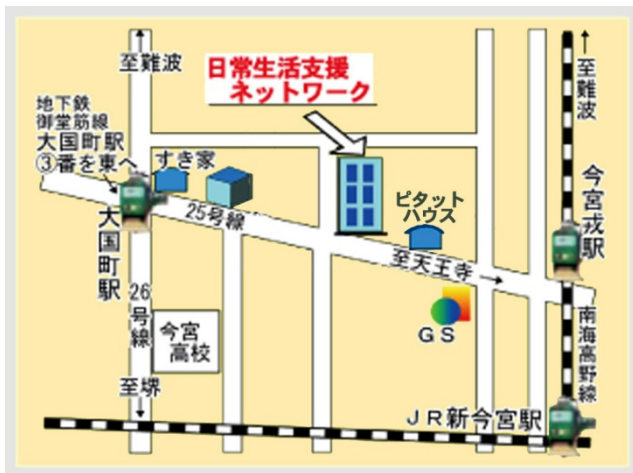 至難波
日常生活支援
ネットワーク
至難波
地下鉄
御堂筋線
大国町駅
③番を東へ
すき家
ピタット
ハウス
今宮戎駅
大国町駅
25号線
至天王寺
26号線
今宮
高校
GS
南海高野線
至堺
JR新今宮駅